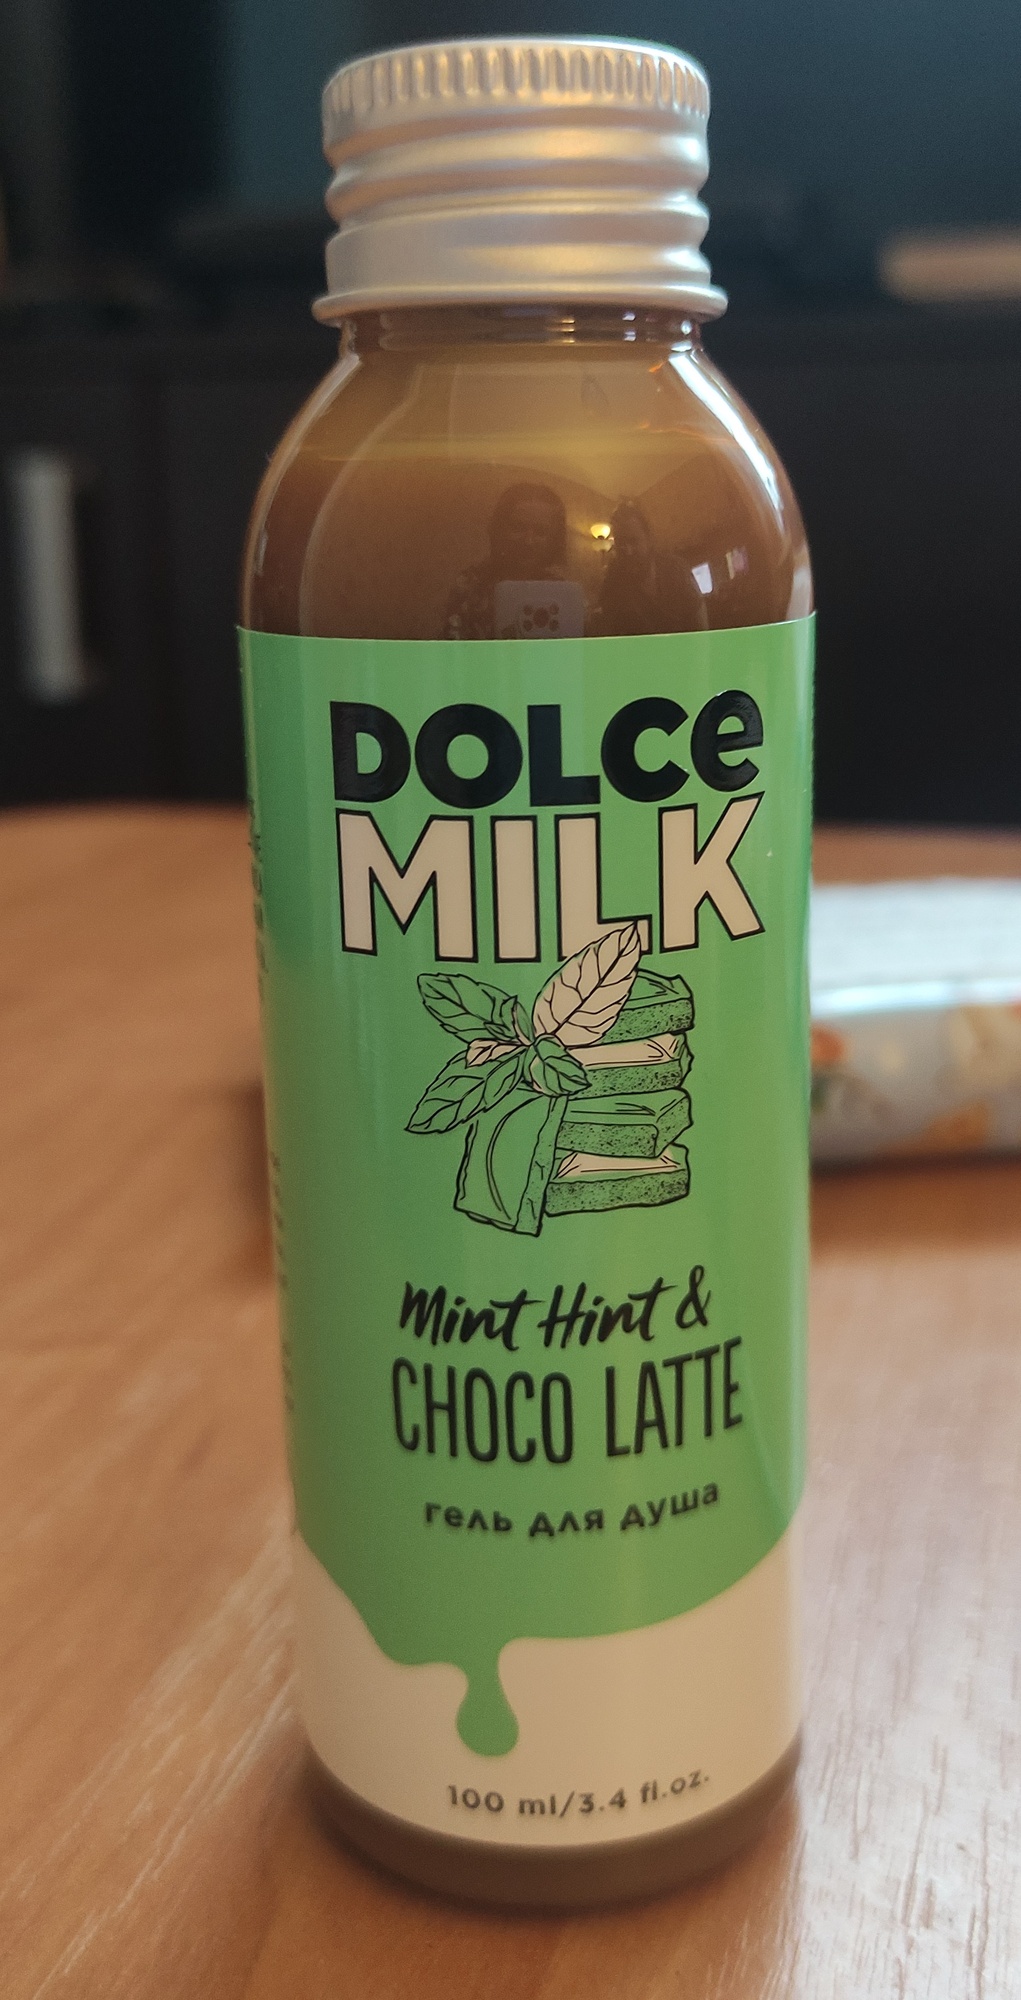 DOLCe
MILK
Mint Hint &
CHOCO LATTE
гель для душа
100 ml/3.4 fl.oz.